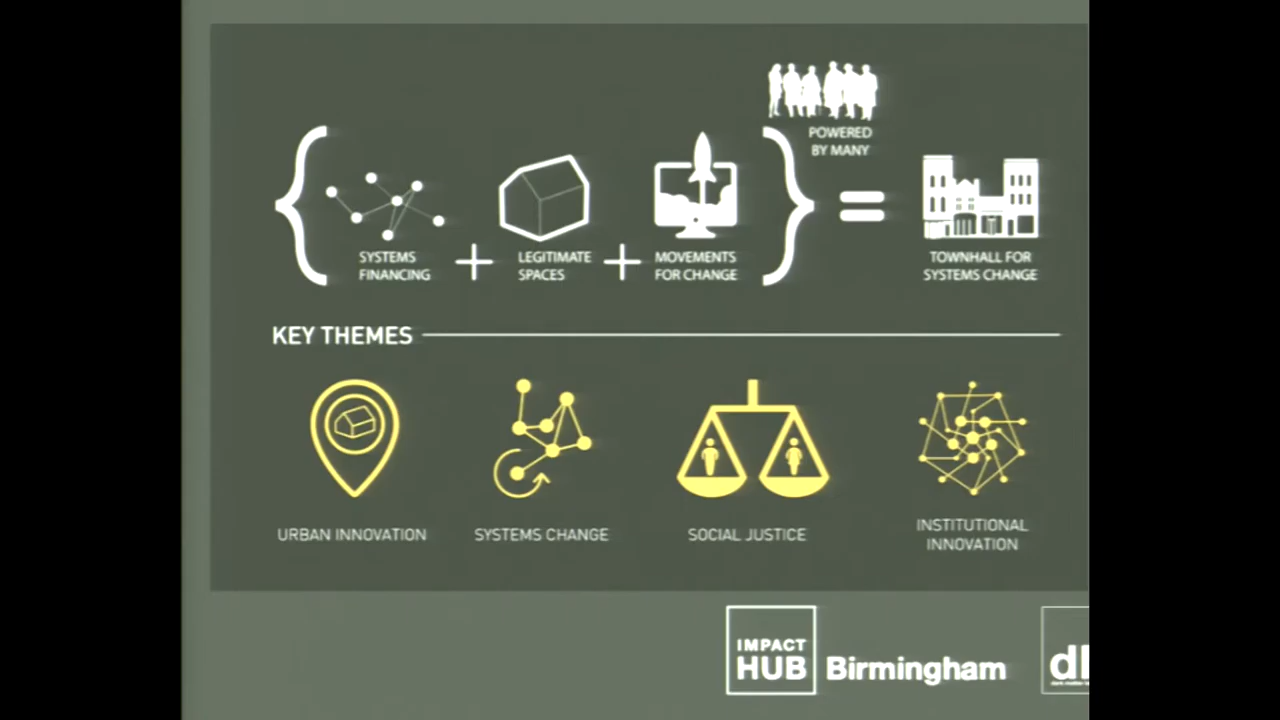 POWERED
BY MANY
SYSTEMS
FINANCING
+
LEGITIMATE
SPACES
+
MOVEMENTS
FOR CHANGE
=
TOWNHALL FOR
SYSTEMS CHANGE
KEY THEMES
URBAN INNOVATION
SYSTEMS CHANGE
SOCIAL JUSTICE
INSTITUTIONAL
INNOVATION
IMPACT
HUB
Birmingham